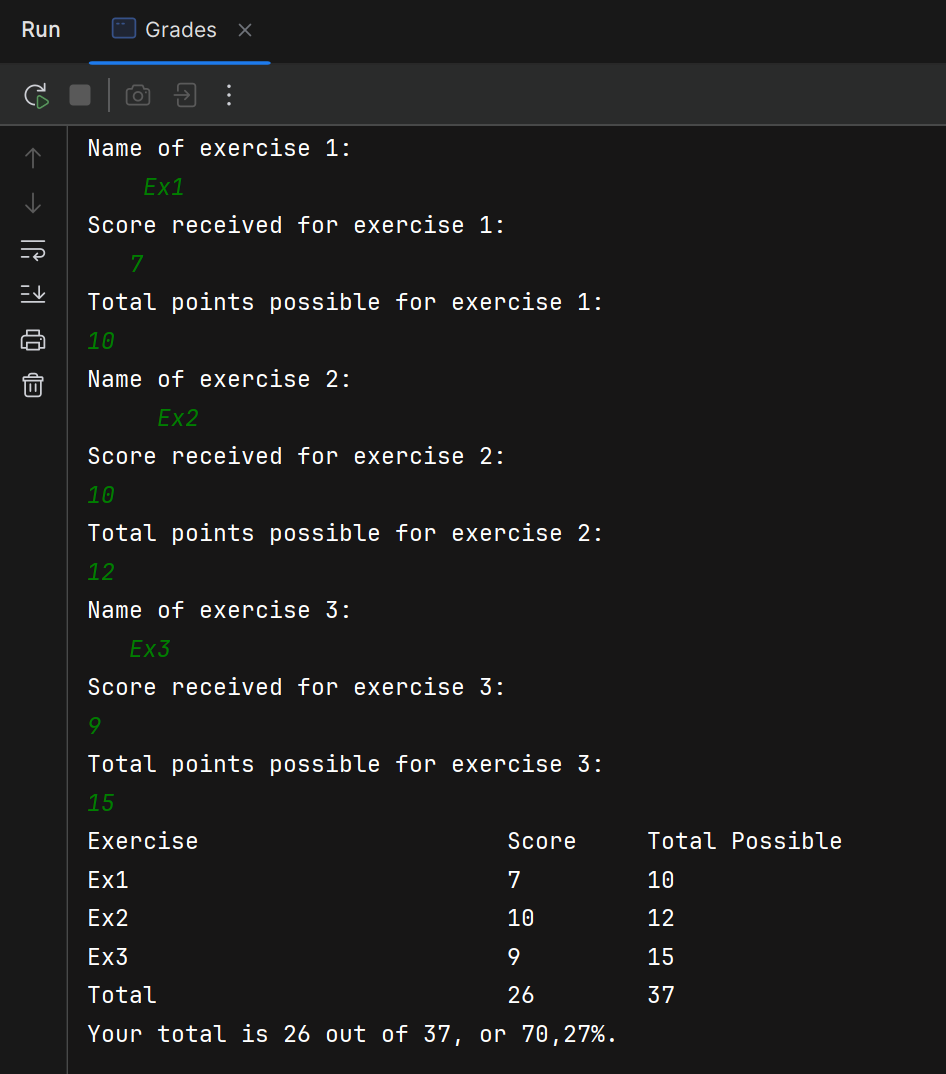 Run Grades
Name of exercise 1:
Ex1
Score received for exercise 1:
7
Total points possible for exercise 1:
10
Name of exercise 2:
Ex2
Score received for exercise 2:
10
Total points possible for exercise 2:
12
Name of exercise 3:
Ex3
Score received for exercise 3:
9
Total points possible for exercise 3:
15
Exercise Score Total Possible
Ex1 7 10
Ex2 10 12
Ex3 9 15
Total 26 37
Your total is 26 out of 37, or 70,27%.